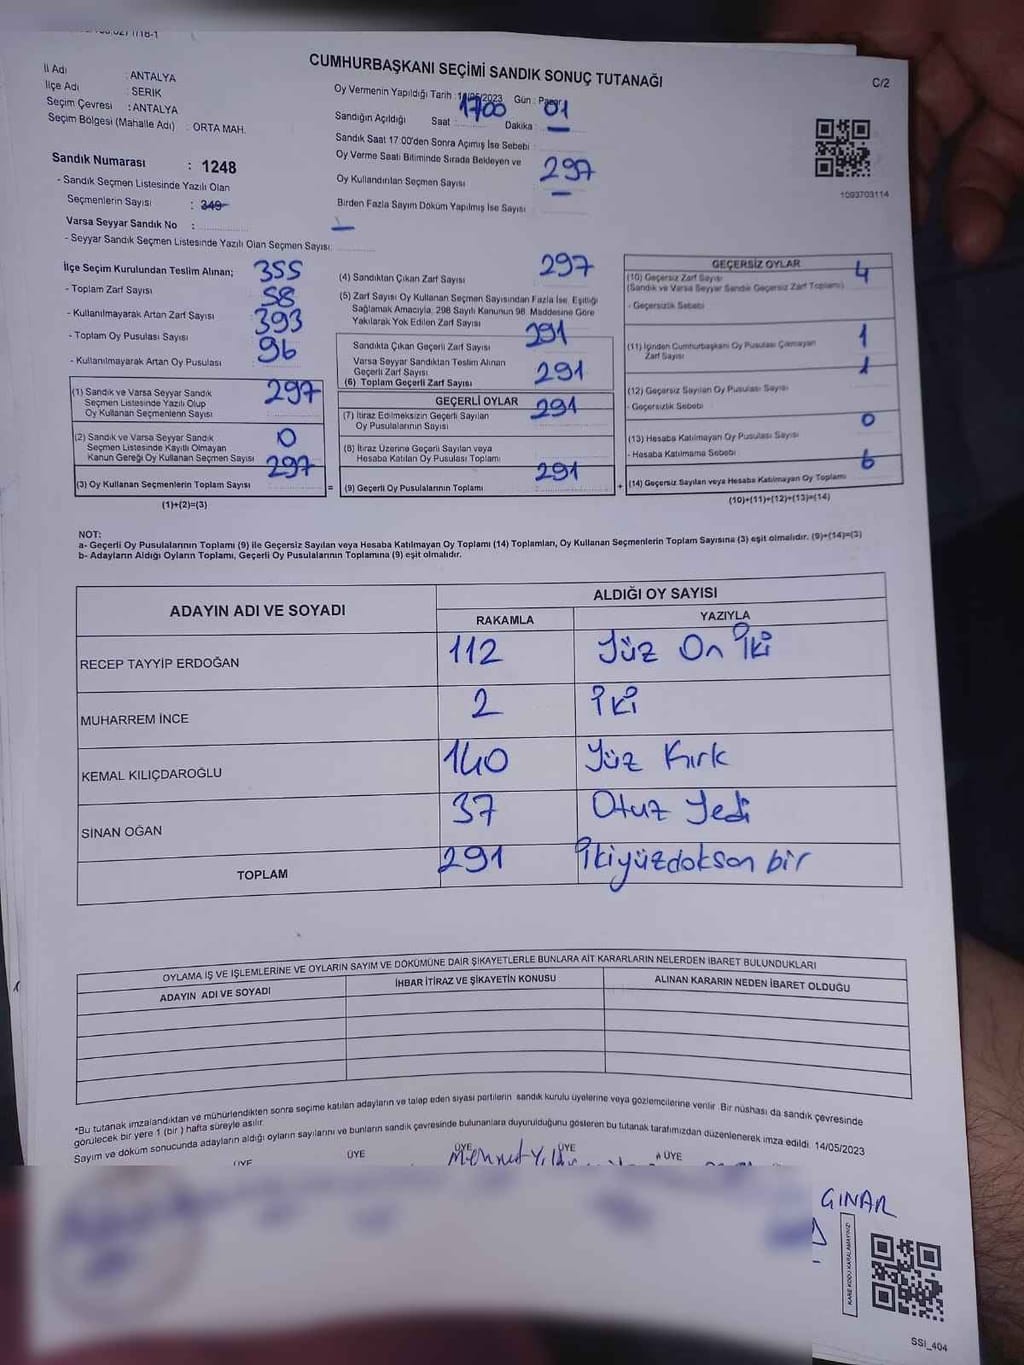 CUMHURBAŞKANI SEÇİMİ SANDIK SONUÇ TUTANAĞI
C/2
İl Adı : ANTALYA
İlçe Adı : SERİK
Seçim Çevresi : ANTALYA
Seçim Bölgesi (Mahalle Adı) : ORTA MAH.
Sandık Numarası : 1248
- Sandık Seçmen Listesinde Yazılı Olan
Seçmenlerin Sayısı : 349
Varsa Seyyar Sandık No :
- Seyyar Sandık Seçmen Listesinde Yazılı Olan Seçmen Sayısı:
Oy Vermenin Yapıldığı Tarih : 14/05/2023 Gün : Pazar
Sandığın Açıldığı Saat 1700 Dakika 01
Sandık Saat 17:00'den Sonra Açımış İse Sebebi
Oy Verme Saati Bitiminde Sırada Bekleyen ve
Oy Kullandırılan Seçmen Sayısı 297
Birden Fazla Sayım Döküm Yapılmış İse Sayısı
1093703114
İlçe Seçim Kurulundan Teslim Alınan; 355
- Toplam Zarf Sayısı 58
- Kullanılmayarak Artan Zarf Sayısı 393
- Toplam Oy Pusulası Sayısı 96
- Kullanılmayarak Artan Oy Pusulası
(1) Sandık ve Varsa Seyyar Sandık 297
Seçmen Listesinde Yazılı Olup
Oy Kullanan Seçmenlerin Sayısı
(2) Sandık ve Varsa Seyyar Sandık 0
Seçmen Listesinde Kayıtlı Olmayan
Kanun Gereği Oy Kullanan Seçmen Sayısı 297
(3) Oy Kullanan Seçmenlerin Toplam Sayısı
(1)+(2)=(3)
(4) Sandıktan Çıkan Zarf Sayısı 297
(5) Zarf Sayısı Oy Kullanan Seçmen Sayısından Fazla İse, Eşitliği
Sağlamak Amacıyla, 298 Sayılı Kanunun 98. Maddesine Göre
Yakılarak Yok Edilen Zarf Sayısı
Sandıkta Çıkan Geçerli Zarf Sayısı 291
Varsa Seyyar Sandıktan Teslim Alınan
Geçerli Zarf Sayısı
(6) Toplam Geçerli Zarf Sayısı 291
GEÇERLİ OYLAR
(7) İtiraz Edilmeksizin Geçerli Sayılan 291
Oy Pusulalarının Sayısı
(8) İtiraz Üzerine Geçerli Sayılan veya
Hesaba Katılan Oy Pusulası Toplamı
= (9) Geçerli Oy Pusulalarının Toplamı 291
GEÇERSİZ OYLAR
(10) Geçersiz Zarf Sayısı 4
(Sandık ve Varsa Seyyar Sandık Geçersiz Zarf Toplamı)
- Geçersizlik Sebebi
(11) İçinden Cumhurbaşkanı Oy Pusulası Çıkmayan 1
Zarf Sayısı
1
(12) Geçersiz Sayılan Oy Pusulası Sayısı
- Geçersizlik Sebebi
0
(13) Hesaba Katılmayan Oy Pusulası Sayısı
- Hesaba Katılmama Sebebi
6
+ (14) Geçersiz Sayılan veya Hesaba Katılmayan Oy Toplamı
(10)+(11)+(12)+(13)=(14)
NOT:
a- Geçerli Oy Pusulalarının Toplamı (9) ile Geçersiz Sayılan veya Hesaba Katılmayan Oy Toplamı (14) Toplamları, Oy Kullanan Seçmenlerin Toplam Sayısına (3) eşit olmalıdır. (9)+(14)=(3)
b- Adayların Aldığı Oyların Toplamı, Geçerli Oy Pusulalarının Toplamına (9) eşit olmalıdır.
ADAYIN ADI VE SOYADI
ALDIĞI OY SAYISI
RAKAMLA YAZIYLA
RECEP TAYYİP ERDOĞAN 112 Yüz On İki
MUHARREM İNCE 2 İki
KEMAL KILIÇDAROĞLU 140 Yüz Kırk
SİNAN OĞAN 37 Otuz Yedi
TOPLAM 291 İkiyüzdoksan bir
OYLAMA İŞ VE İŞLEMLERİNE VE OYLARIN SAYIM VE DÖKÜMÜNE DAİR ŞİKAYETLERLE BUNLARA AİT KARARLARIN NELERDEN İBARET BULUNDUKLARI
ADAYIN ADI VE SOYADI İHBAR İTİRAZ VE ŞİKAYETİN KONUSU ALINAN KARARIN NEDEN İBARET OLDUĞU
*Bu tutanak imzalandıktan ve mühürlendikten sonra seçime katılan adayların ve talep eden siyasi partilerin sandık kurulu üyelerine veya gözlemcilerine verilir. Bir nüshası da sandık çevresinde
görülecek bir yere 1 (bir) hafta süreyle asılır.
Sayım ve döküm sonucunda adayların aldığı oyların sayılarını ve bunların sandık çevresinde bulunanlara duyurulduğunu gösteren bu tutanak tarafımızdan düzenlenerek imza edildi. 14/05/2023
ÜYE ÜYE ÜYE ÜYE ÜYE
GINAR
KARE KODU KARALAMAYINIZ!
SSİ_404